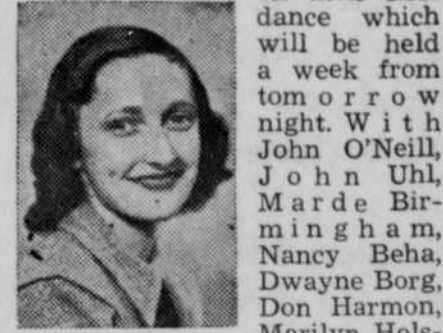 dance which
will be held
a week from
tom o r r o w
night. W i t h
John O'Neill,
J o h n Uhl,
M a r d e Bir-
m i n g h a m,
Nancy Beha,
Dwayne Borg,
Don Harmon,